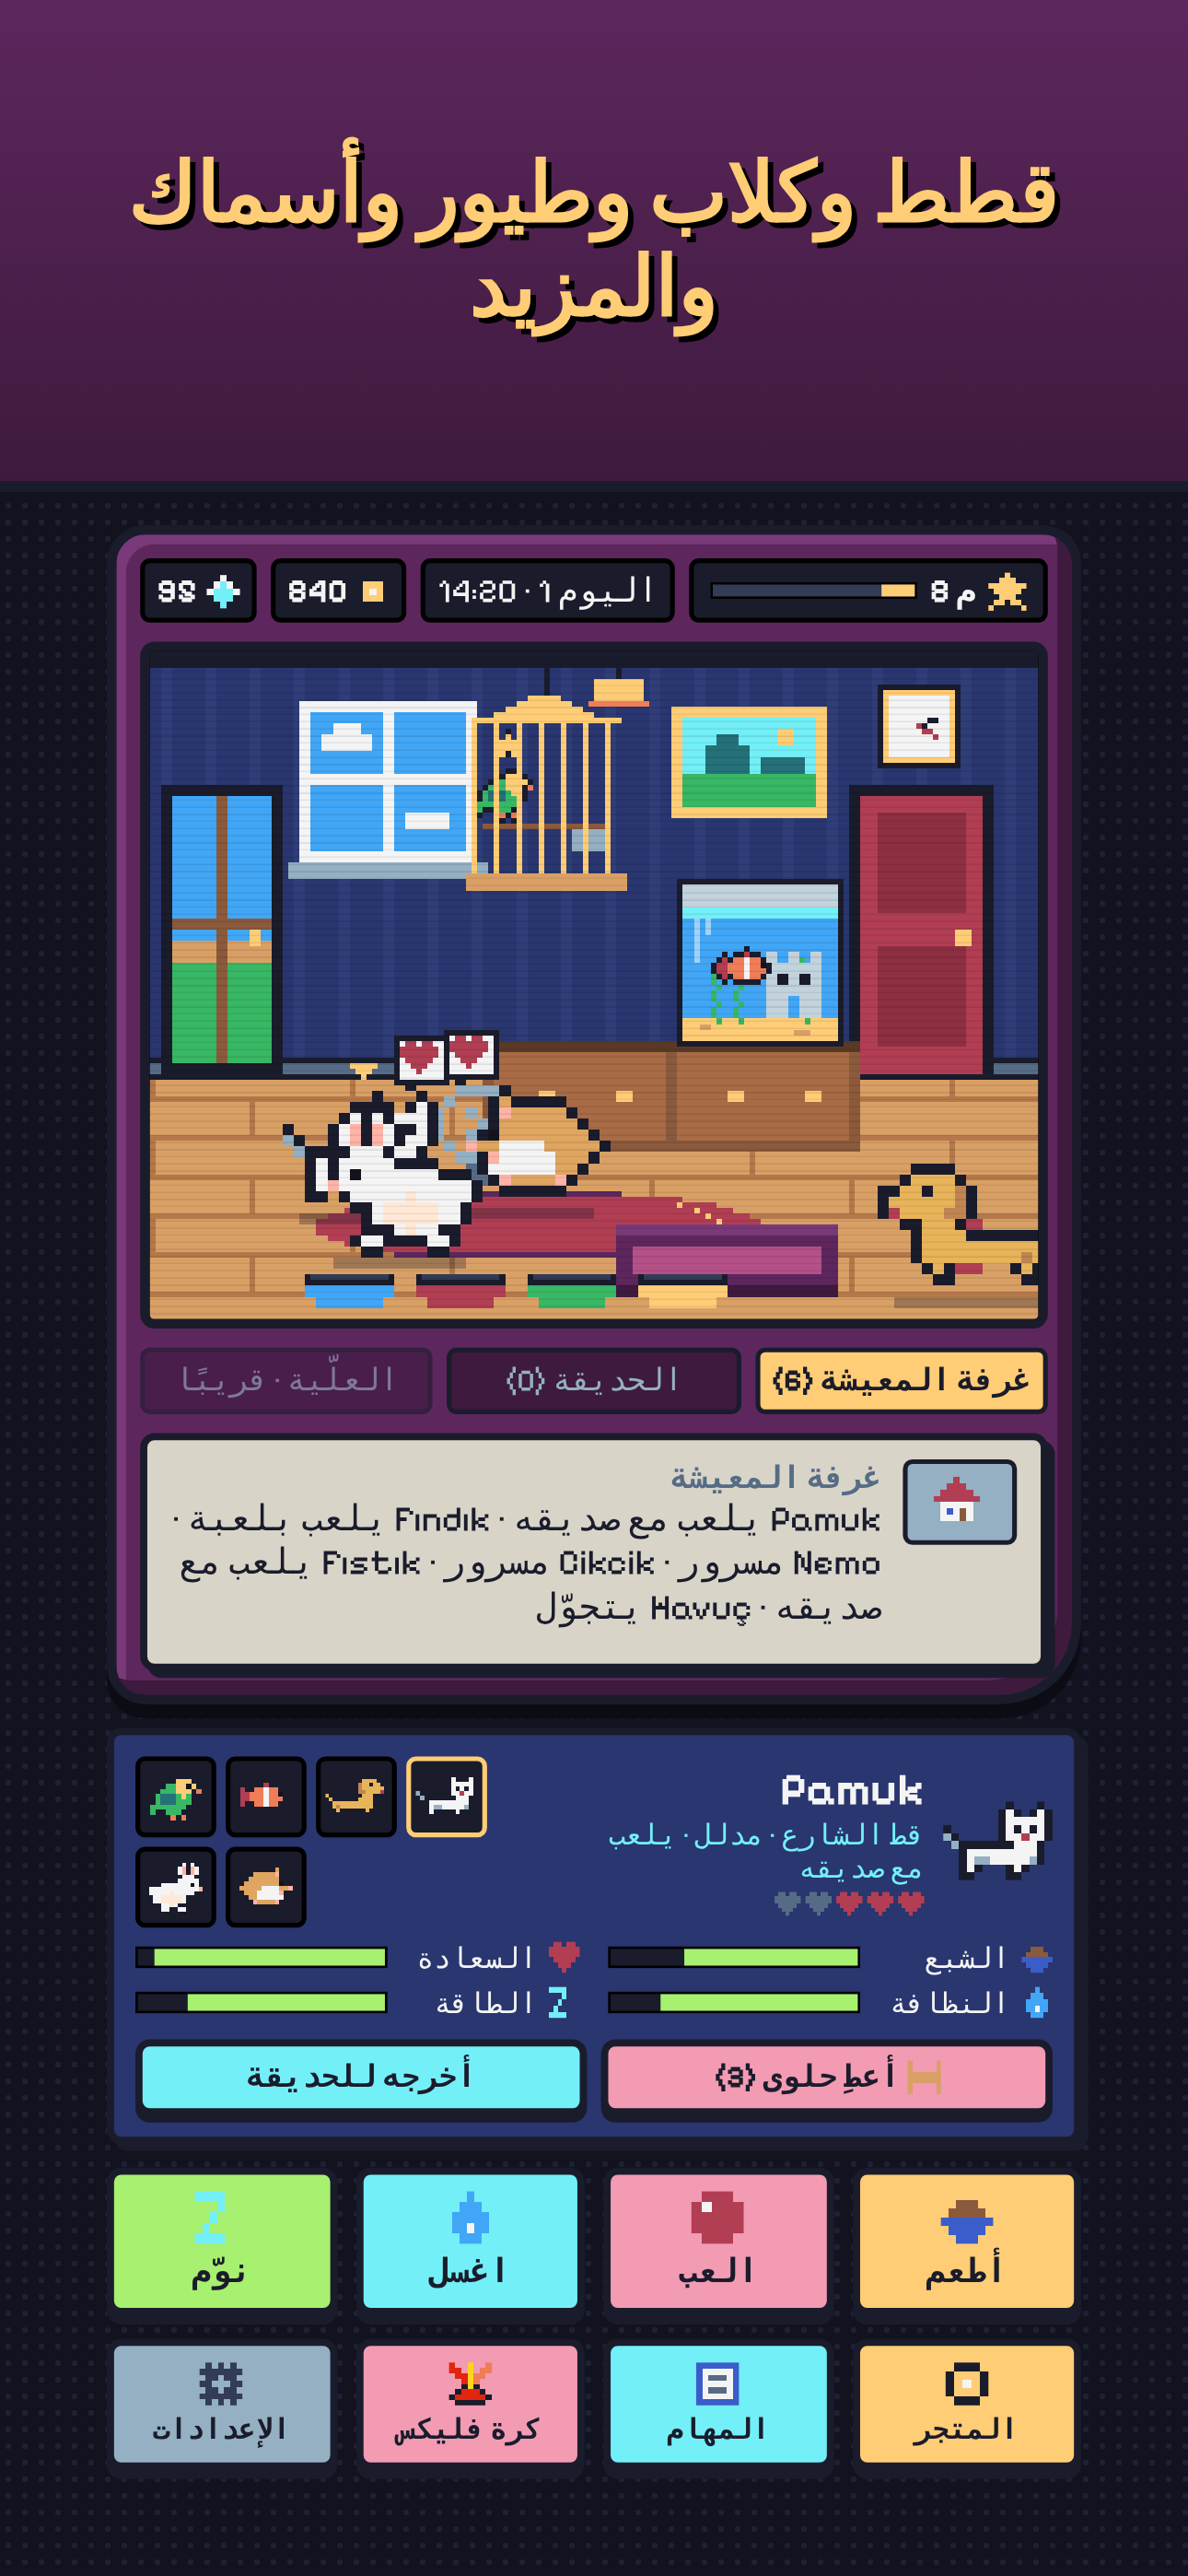 قطط وكلاب وطيور وأسماك
والمزيد
م 8
اليوم 1 · 14:20
840
98
غرفة المعيشة (6)
الحديقة (0)
العلّية · قريبًا
غرفة المعيشة
Pamuk يلعب مع صديقه · Fındık يلعب بلعبة ·
Nemo مسرور · Cikcik مسرور · Fıstık يلعب مع
صديقه · Havuç يتجوّل
Pamuk
قط الشارع · مدلل · يلعب
مع صديقه
الشبع
السعادة
النظافة
الطاقة
أعطِ حلوى (3)
أخرجه للحديقة
أطعم
العب
اغسل
نوّم
المتجر
المهام
كرة فليكس
الإعدادات